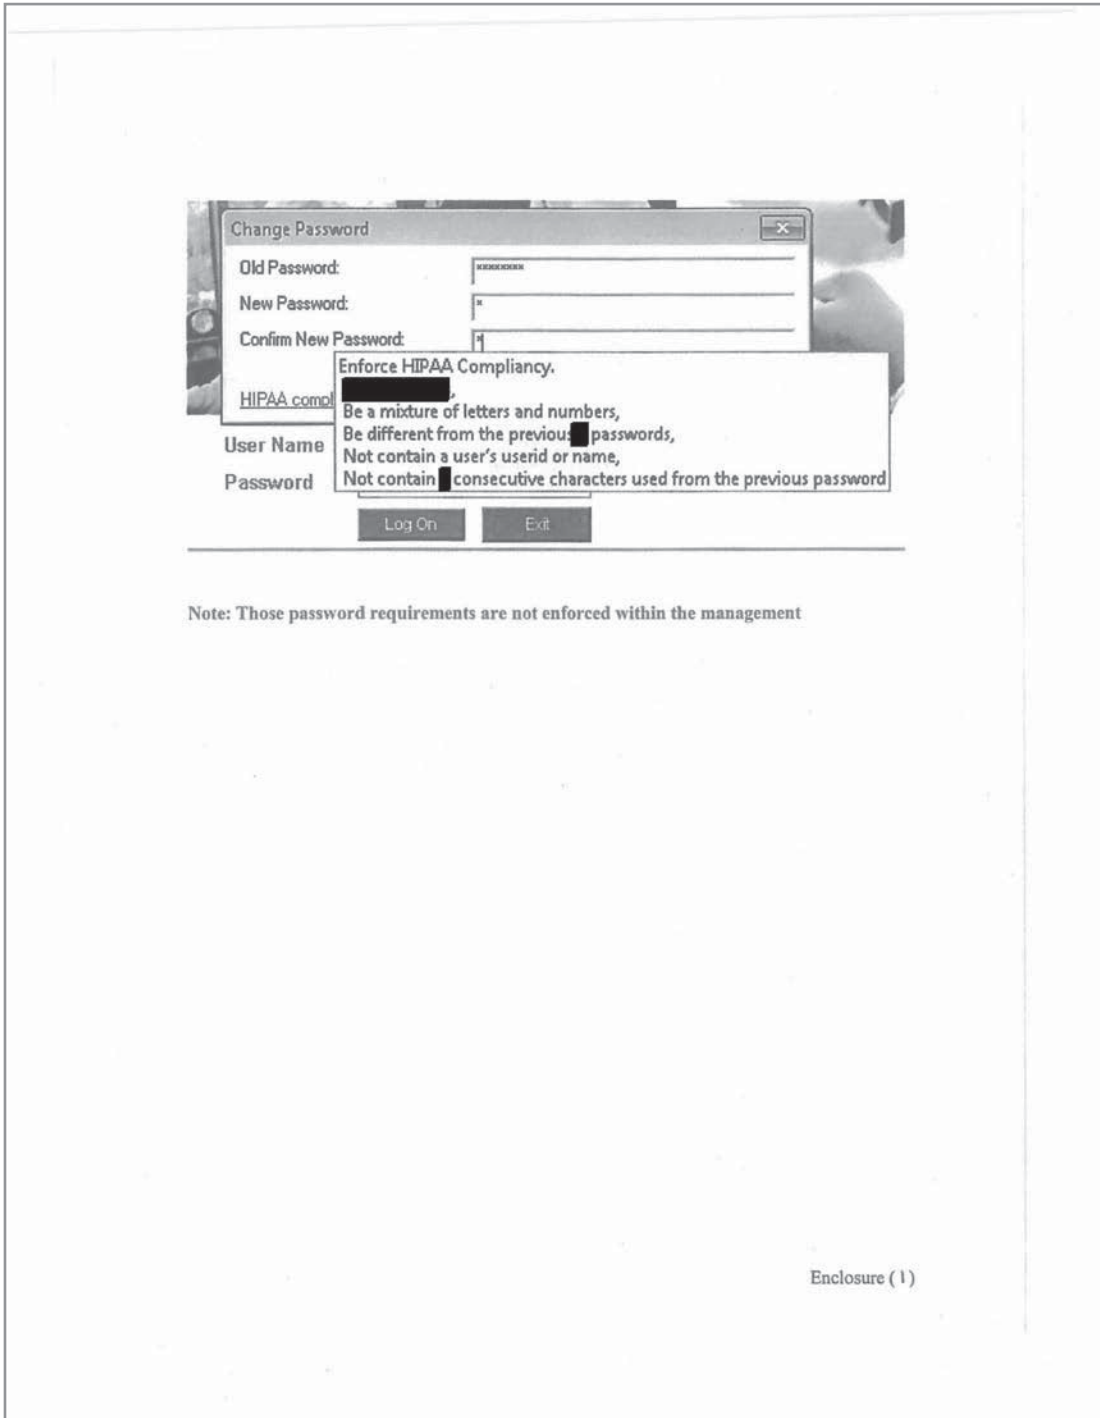 Change Password
Old Password: xxxxxxxx
New Password: x
Confirm New Password: x
Enforce HIPAA Compliancy.
HIPAA compl
Be a mixture of letters and numbers,
Be different from the previous passwords,
User Name
Not contain a user's userid or name,
Password
Not contain consecutive characters used from the previous password
Log On Exit
Note: Those password requirements are not enforced within the management
Enclosure (1)